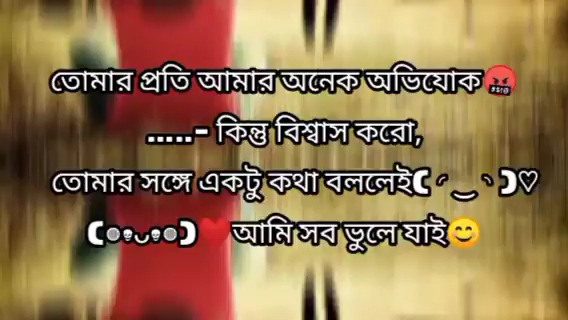 তোমার প্রতি আমার অনেক অভিযোক🤬
.....- কিন্তু বিশ্বাস করো,
তোমার সঙ্গে একটু কথা বললেই( ˊ‿ˋ )♡
(◍•ᴗ•◍)❤️আমি সব ভুলে যাই😊